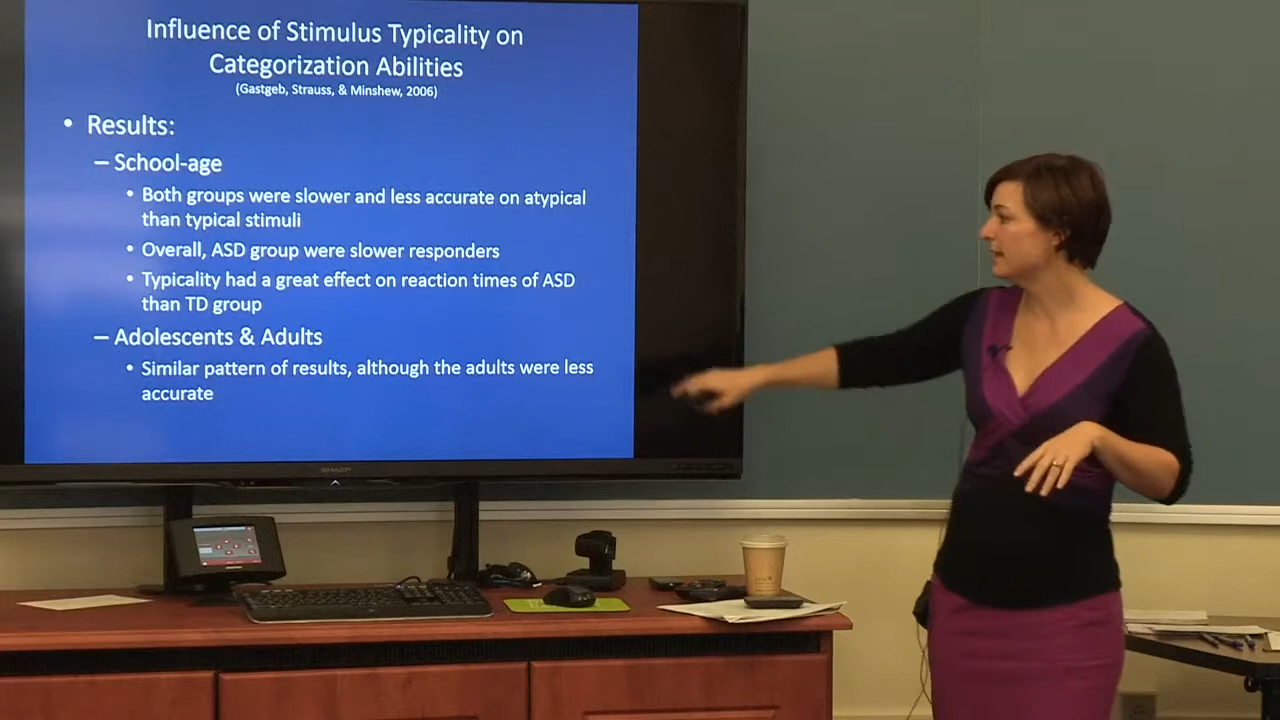 Influence of Stimulus Typicality on
Categorization Abilities
(Gastgeb, Strauss, & Minshew, 2006)
• Results:
– School-age
• Both groups were slower and less accurate on atypical
than typical stimuli
• Overall, ASD group were slower responders
• Typicality had a great effect on reaction times of ASD
than TD group
– Adolescents & Adults
• Similar pattern of results, although the adults were less
accurate
SHARP